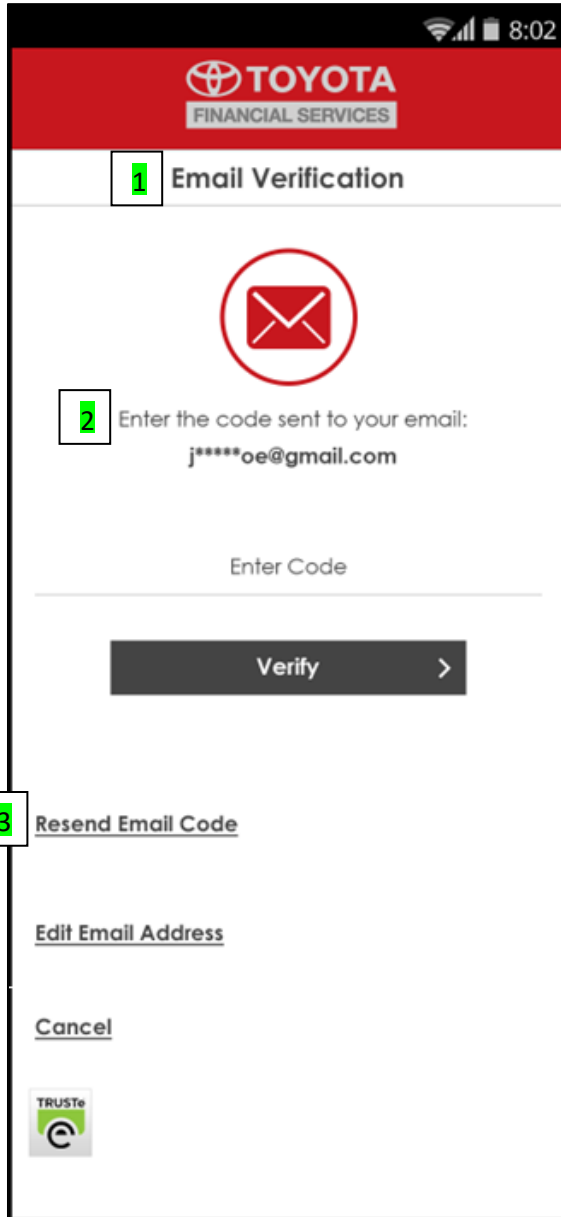 8:02
TOYOTA
FINANCIAL SERVICES
1 Email Verification
2 Enter the code sent to your email:
j*****oe@gmail.com
Enter Code
Verify >
3 Resend Email Code
Edit Email Address
Cancel
TRUSTe
e